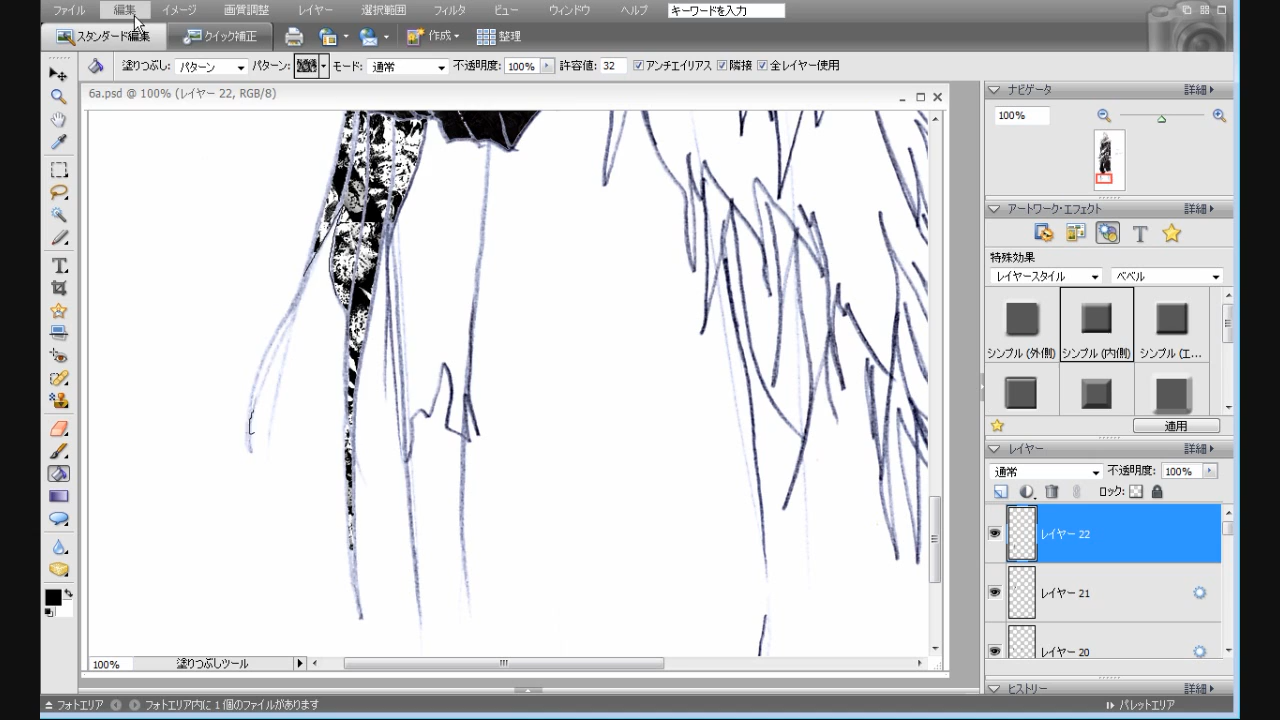 ファイル 編集 イメージ 画質調整 レイヤー 選択範囲 フィルタ ビュー ウィンドウ ヘルプ キーワードを入力
スタンダード編集 クイック補正 作成 整理
塗りつぶし: パターン パターン: モード: 通常 不透明度: 100% 許容値: 32 アンチエイリアス 隣接 全レイヤー使用
6a.psd @ 100% (レイヤー 22, RGB/8)
ナビゲータ 詳細
100%
アートワーク・エフェクト 詳細
特殊効果
レイヤースタイル ベベル
シンプル (外側) シンプル (内側) シンプル (エ...
適用
レイヤー 詳細
通常 不透明度: 100%
ロック:
レイヤー 22
レイヤー 21
レイヤー 20
100% 塗りつぶしツール
ヒストリー 詳細
フォトエリア フォトエリア内に 1 個のファイルがあります パレットエリア